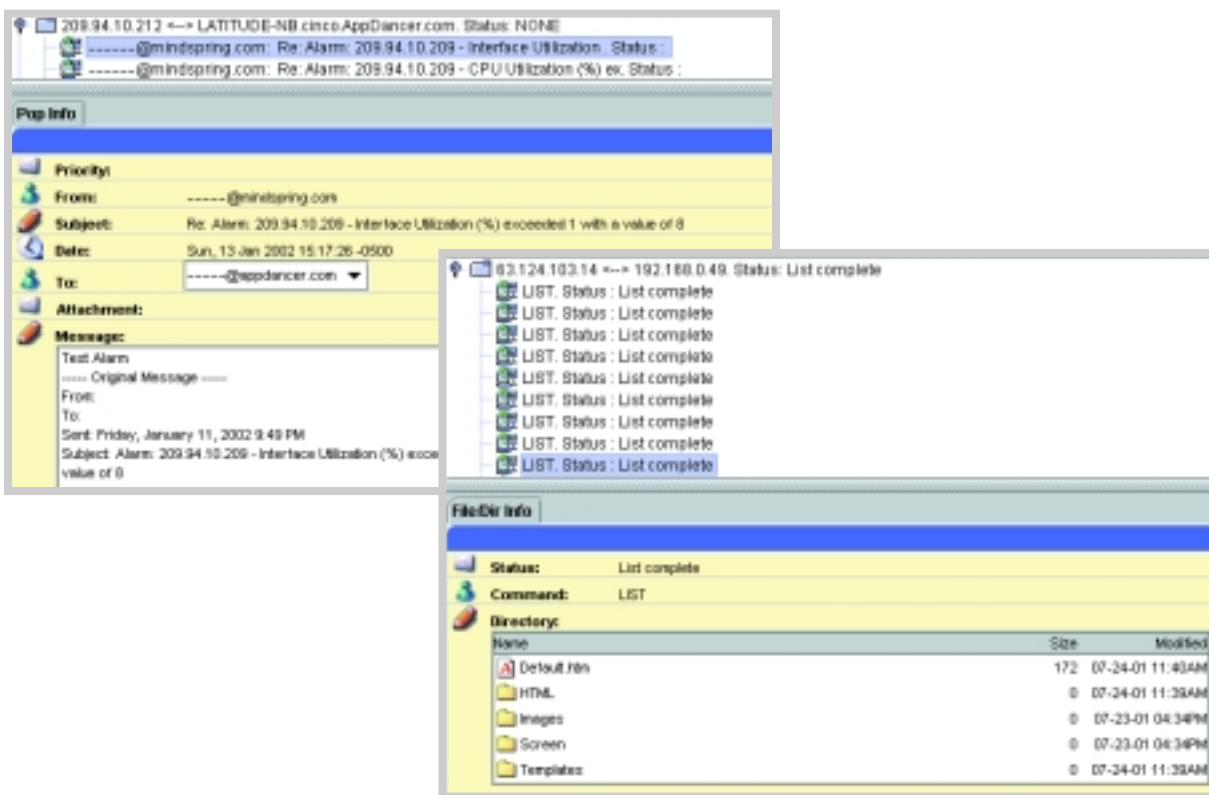 209.94.10.212 <--> LATITUDE-NB.cinco.AppDancer.com. Status: NONE
------@mindspring.com: Re: Alarm: 209.94.10.209 - Interface Utilization. Status :
------@mindspring.com: Re: Alarm: 209.94.10.209 - CPU Utilization (%) ex. Status :
Pop Info
Priority:
From: ------@mindspring.com
Subject: Re: Alarm: 209.94.10.209 - Interface Utilization (%) exceeded 1 with a value of 8
Date: Sun, 13 Jan 2002 15:17:26 -0500
To: ------@appdancer.com
Attachment:
Message:
Test Alarm
----- Original Message -----
From:
To:
Sent: Friday, January 11, 2002 9:49 PM
Subject: Alarm: 209.94.10.209 - Interface Utilization (%) exce
value of 8
63.124.103.14 <--> 192.168.0.49. Status: List complete
LIST. Status : List complete
LIST. Status : List complete
LIST. Status : List complete
LIST. Status : List complete
LIST. Status : List complete
LIST. Status : List complete
LIST. Status : List complete
LIST. Status : List complete
LIST. Status : List complete
File/Dir Info
Status: List complete
Command: LIST
Directory:
Name Size Modified
Default.htm 172 07-24-01 11:40AM
HTML 0 07-24-01 11:39AM
Images 0 07-23-01 04:34PM
Screen 0 07-23-01 04:34PM
Templates 0 07-24-01 11:39AM